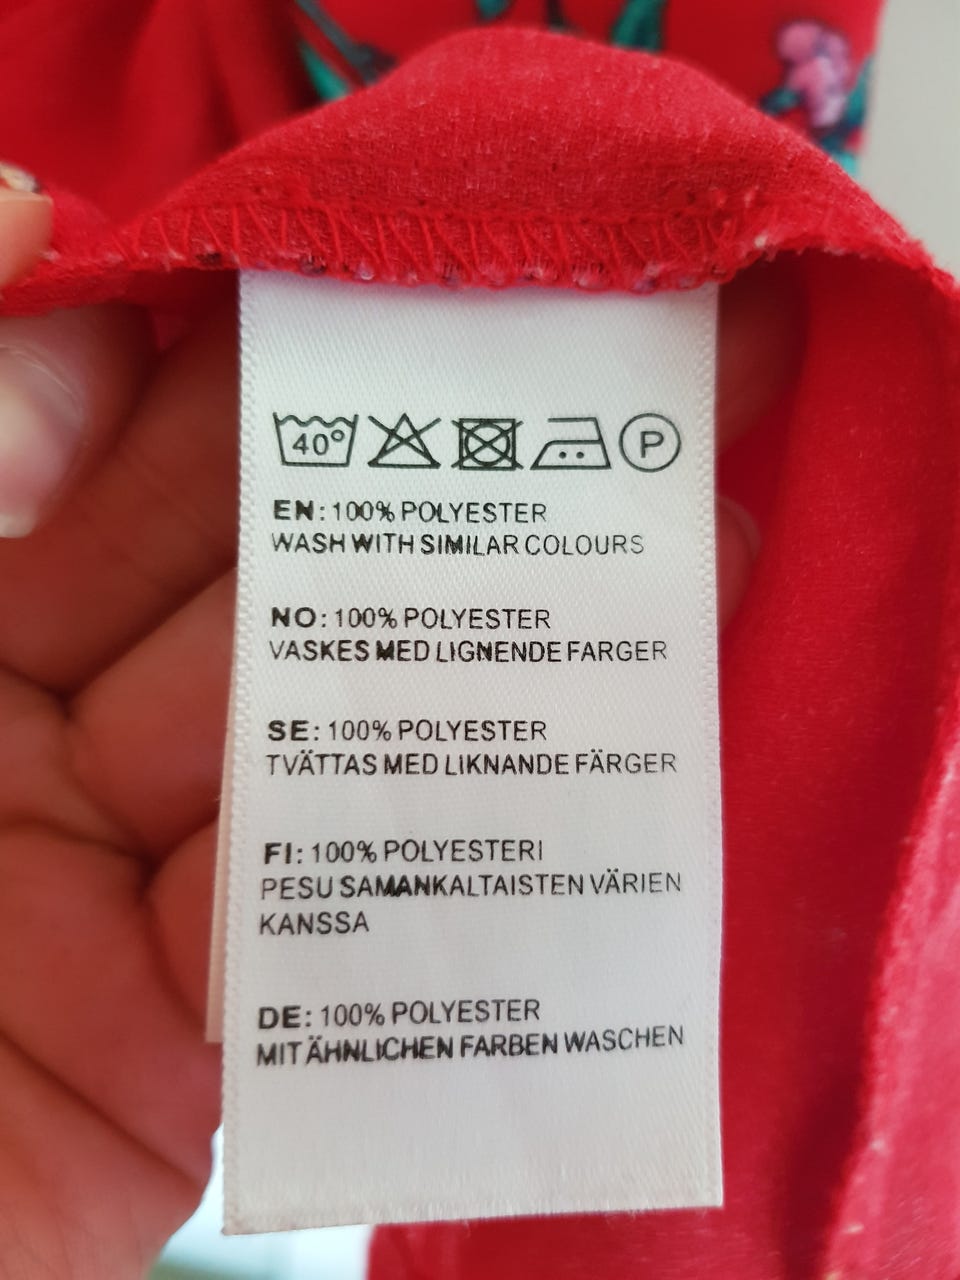 40° P
EN: 100% POLYESTER
WASH WITH SIMILAR COLOURS
NO: 100% POLYESTER
VASKES MED LIGNENDE FARGER
SE: 100% POLYESTER
TVÄTTAS MED LIKNANDE FÄRGER
FI: 100% POLYESTERI
PESU SAMANKALTAISTEN VÄRIEN
KANSSA
DE: 100% POLYESTER
MIT ÄHNLICHEN FARBEN WASCHEN